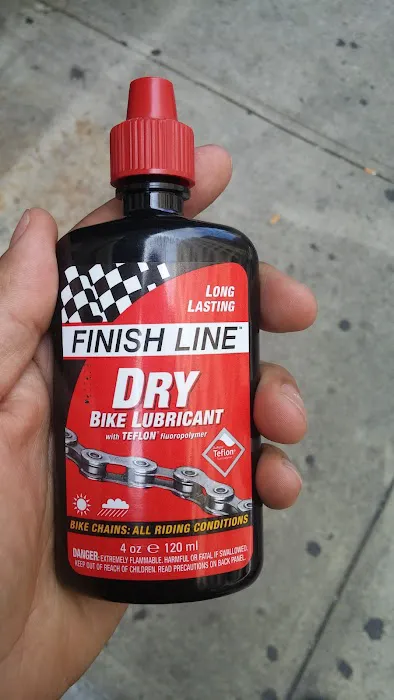 LONG
LASTING
FINISH LINE™
DRY
BIKE LUBRICANT
with TEFLON® fluoropolymer
Teflon
BIKE CHAINS: ALL RIDING CONDITIONS
4 oz ℮ 120 ml
DANGER: EXTREMELY FLAMMABLE. HARMFUL OR FATAL IF SWALLOWED.
KEEP OUT OF REACH OF CHILDREN. READ PRECAUTIONS ON BACK PANEL.